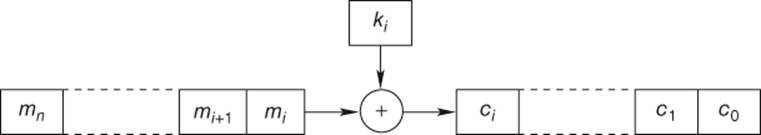 k_i
m_n m_{i+1} m_i + c_i c_1 c_0